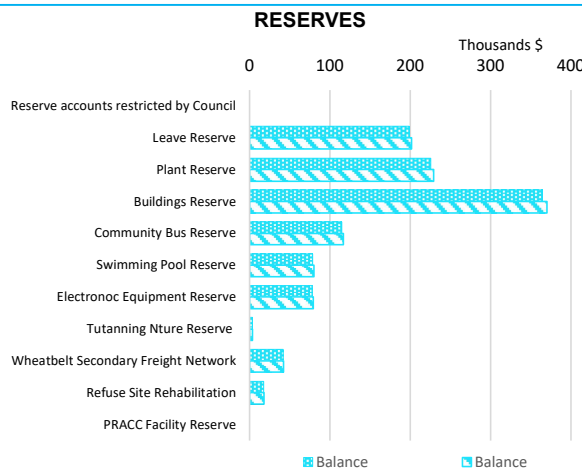 RESERVES
Thousands $
0 100 200 300 400
Reserve accounts restricted by Council
Leave Reserve
Plant Reserve
Buildings Reserve
Community Bus Reserve
Swimming Pool Reserve
Electronoc Equipment Reserve
Tutanning Nture Reserve
Wheatbelt Secondary Freight Network
Refuse Site Rehabilitation
PRACC Facility Reserve
Balance Balance